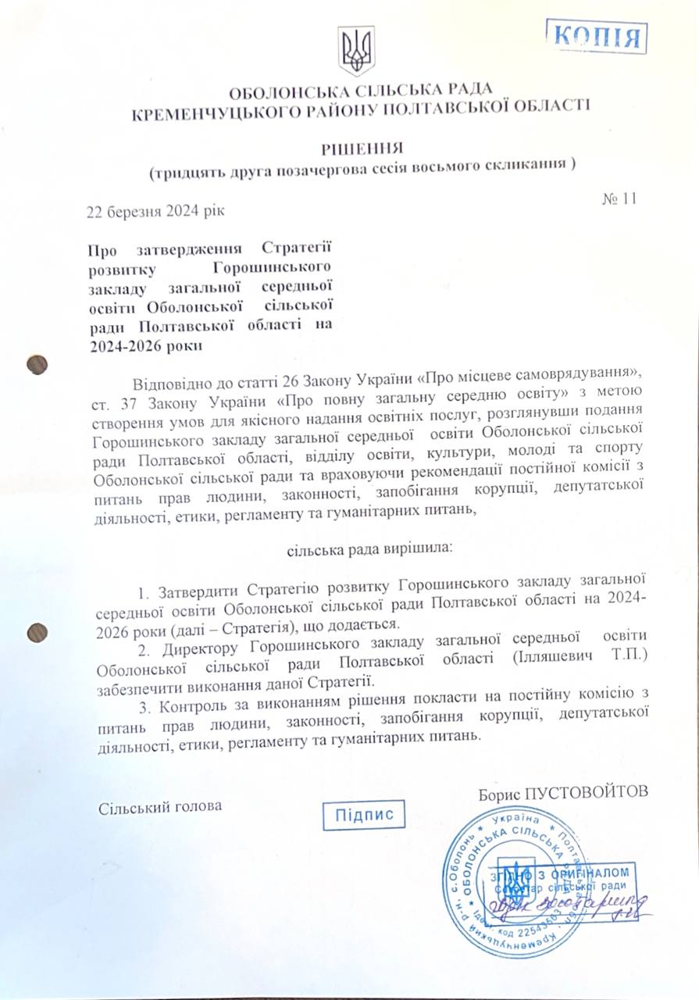 КОПІЯ
ОБОЛОНСЬКА СІЛЬСЬКА РАДА
КРЕМЕНЧУЦЬКОГО РАЙОНУ ПОЛТАВСЬКОЇ ОБЛАСТІ
РІШЕННЯ
(тридцять друга позачергова сесія восьмого скликання )
22 березня 2024 рік
№ 11
Про затвердження Стратегії
розвитку Горошинського
закладу загальної середньої
освіти Оболонської сільської
ради Полтавської області на
2024-2026 роки
Відповідно до статті 26 Закону України «Про місцеве самоврядування»,
ст. 37 Закону України «Про повну загальну середню освіту» з метою
створення умов для якісного надання освітніх послуг, розглянувши подання
Горошинського закладу загальної середньої освіти Оболонської сільської
ради Полтавської області, відділу освіти, культури, молоді та спорту
Оболонської сільської ради та враховуючи рекомендації постійної комісії з
питань прав людини, законності, запобігання корупції, депутатської
діяльності, етики, регламенту та гуманітарних питань,
сільська рада вирішила:
1. Затвердити Стратегію розвитку Горошинського закладу загальної
середньої освіти Оболонської сільської ради Полтавської області на 2024-
2026 роки (далі – Стратегія), що додається.
2. Директору Горошинського закладу загальної середньої освіти
Оболонської сільської ради Полтавської області (Ілляшевич Т.П.)
забезпечити виконання даної Стратегії.
3. Контроль за виконанням рішення покласти на постійну комісію з
питань прав людини, законності, запобігання корупції, депутатської
діяльності, етики, регламенту та гуманітарних питань.
Сільський голова
Підпис
Борис ПУСТОВОЙТОВ
Україна * Полтавська
Кременчуцький р-н, с.Оболонь *
ОБОЛОНСЬКА СІЛЬСЬКА РАДА
код 22543563
ЗГІДНО З ОРИГІНАЛОМ
Секретар сільської ради